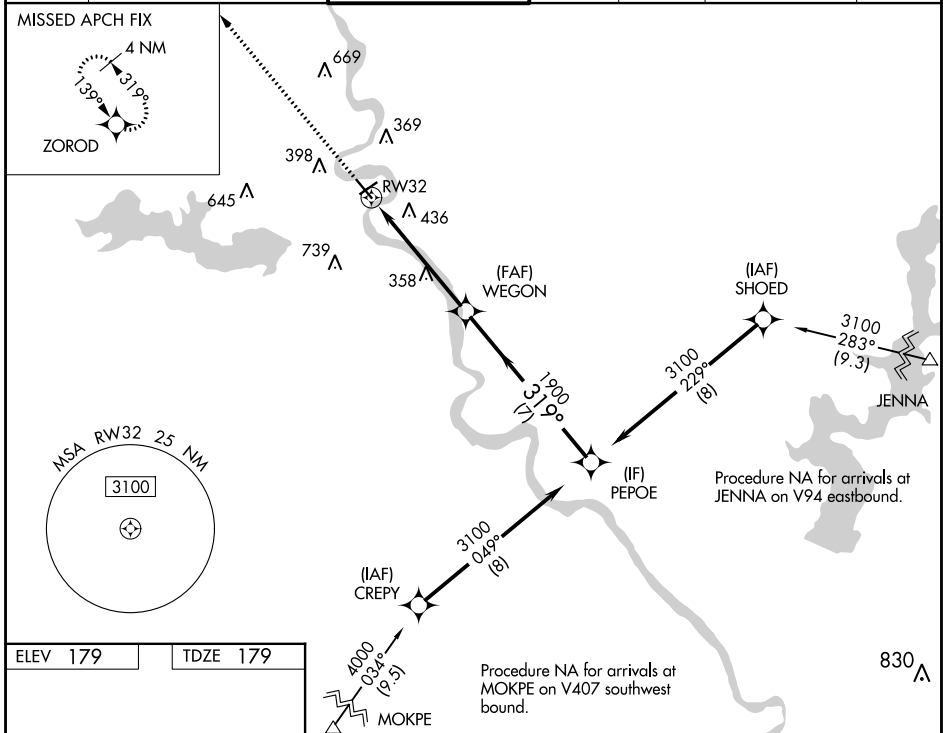 MISSED APCH FIX
4 NM
139°
319°
ZOROD
669
369
398
RW32
645
436
739
358
(FAF)
WEGON
(IAF)
SHOED
3100
283°
(9.3)
JENNA
3100
229°
(8)
1900
319°
(7)
(IF)
PEPOE
Procedure NA for arrivals at
JENNA on V94 eastbound.
MSA RW32 25 NM
3100
3100
049°
(8)
(IAF)
CREPY
4000
034°
(9.5)
MOKPE
Procedure NA for arrivals at
MOKPE on V407 southwest
bound.
830
ELEV 179
TDZE 179